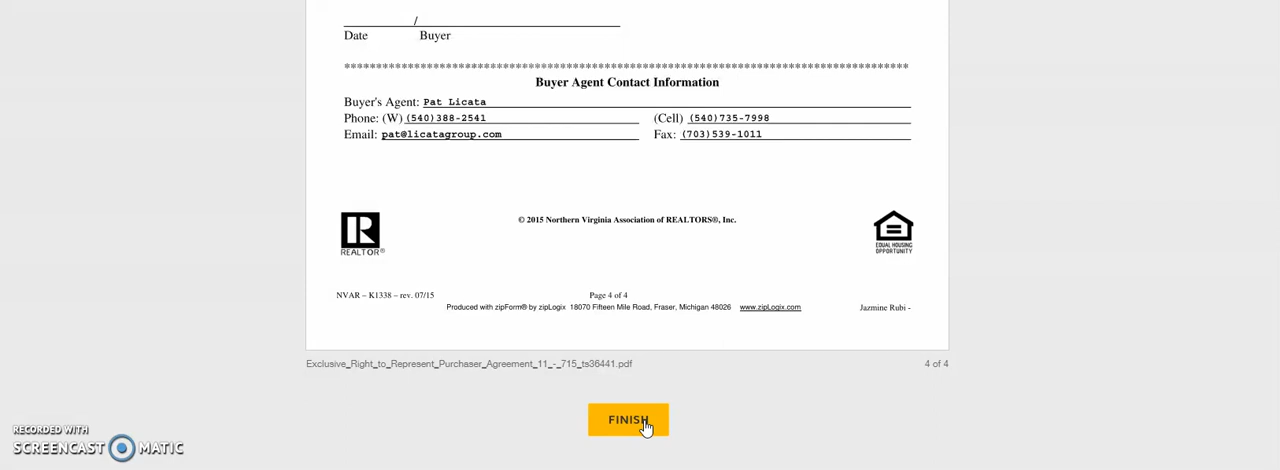 /
Date Buyer
******************************************************************************************
Buyer Agent Contact Information
Buyer's Agent: Pat Licata
Phone: (W) (540)388-2541 (Cell) (540)735-7998
Email: pat@licatagroup.com Fax: (703)539-1011
R
REALTOR®
© 2015 Northern Virginia Association of REALTORS®, Inc.
EQUAL HOUSING
OPPORTUNITY
NVAR – K1338 – rev. 07/15 Page 4 of 4
Produced with zipForm® by zipLogix 18070 Fifteen Mile Road, Fraser, Michigan 48026 www.zipLogix.com Jazmine Rubi -
Exclusive_Right_to_Represent_Purchaser_Agreement_11_-_715_ts36441.pdf 4 of 4
FINISH
RECORDED WITH
SCREENCAST MATIC